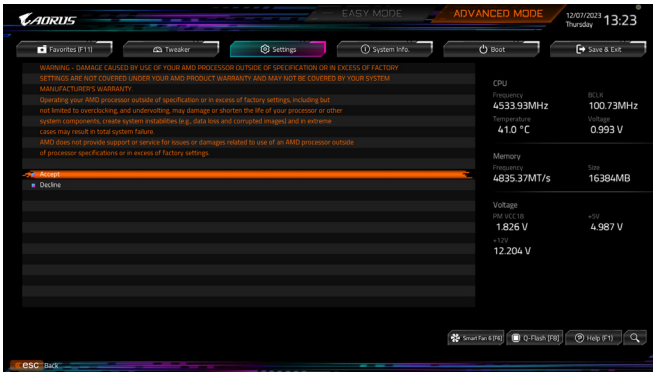 AORUS
EASY MODE
ADVANCED MODE
12/07/2023 13:23
Thursday
Favorites (F11)
Tweaker
Settings
System Info.
Boot
Save & Exit
WARNING - DAMAGE CAUSED BY USE OF YOUR AMD PROCESSOR OUTSIDE OF SPECIFICATION OR IN EXCESS OF FACTORY
SETTINGS ARE NOT COVERED UNDER YOUR AMD PRODUCT WARRANTY AND MAY NOT BE COVERED BY YOUR SYSTEM
MANUFACTURER'S WARRANTY.
Operating your AMD processor outside of specification or in excess of factory settings, including but
not limited to overclocking, and undervolting, may damage or shorten the life of your processor or other
system components, create system instabilities (e.g., data loss and corrupted images) and in extreme
cases may result in total system failure.
AMD does not provide support or service for issues or damages related to use of an AMD processor outside
of processor specifications or in excess of factory settings.
Accept
Decline
CPU
Frequency BCLK
4533.93MHz 100.73MHz
Temperature Voltage
41.0 °C 0.993 V
Memory
Frequency Size
4835.37MT/s 16384MB
Voltage
PM VCC18 +5V
1.826 V 4.987 V
+12V
12.204 V
Smart Fan 6 [F6]
Q-Flash [F8]
Help (F1)
esc Back